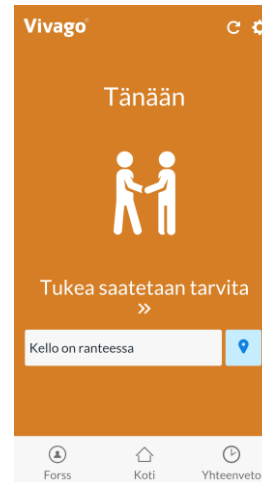 Vivago
Tänään
Tukea saatetaan tarvita
»
Kello on ranteessa
Forss
Koti
Yhteenveto